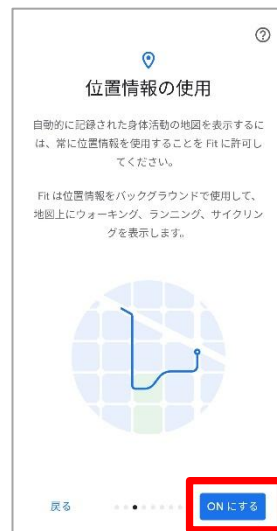 位置情報の使用
自動的に記録された身体活動の地図を表示するに
は、常に位置情報を使用することを Fit に許可し
てください。
Fit は位置情報をバックグラウンドで使用して、
地図上にウォーキング、ランニング、サイクリン
グを表示します。
戻る
ON にする